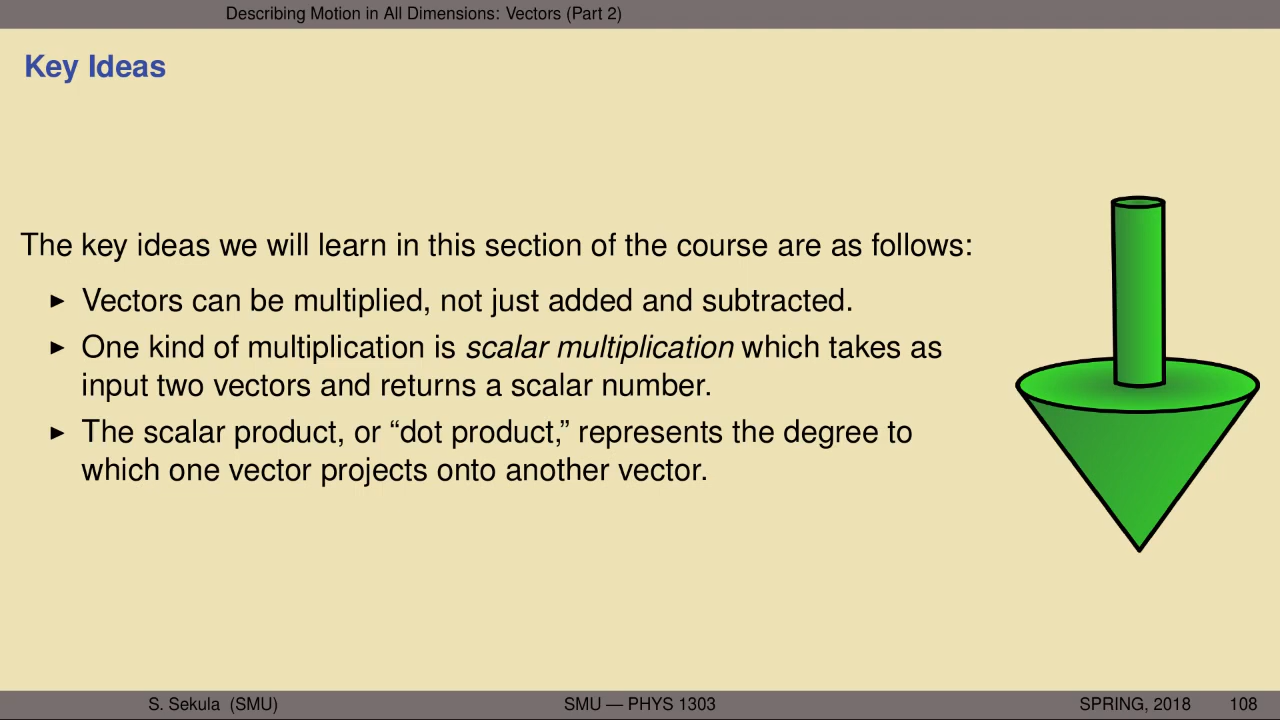 Describing Motion in All Dimensions: Vectors (Part 2)
Key Ideas
The key ideas we will learn in this section of the course are as follows:
▶ Vectors can be multiplied, not just added and subtracted.
▶ One kind of multiplication is scalar multiplication which takes as
input two vectors and returns a scalar number.
▶ The scalar product, or “dot product,” represents the degree to
which one vector projects onto another vector.
S. Sekula (SMU) SMU — PHYS 1303 SPRING, 2018 108